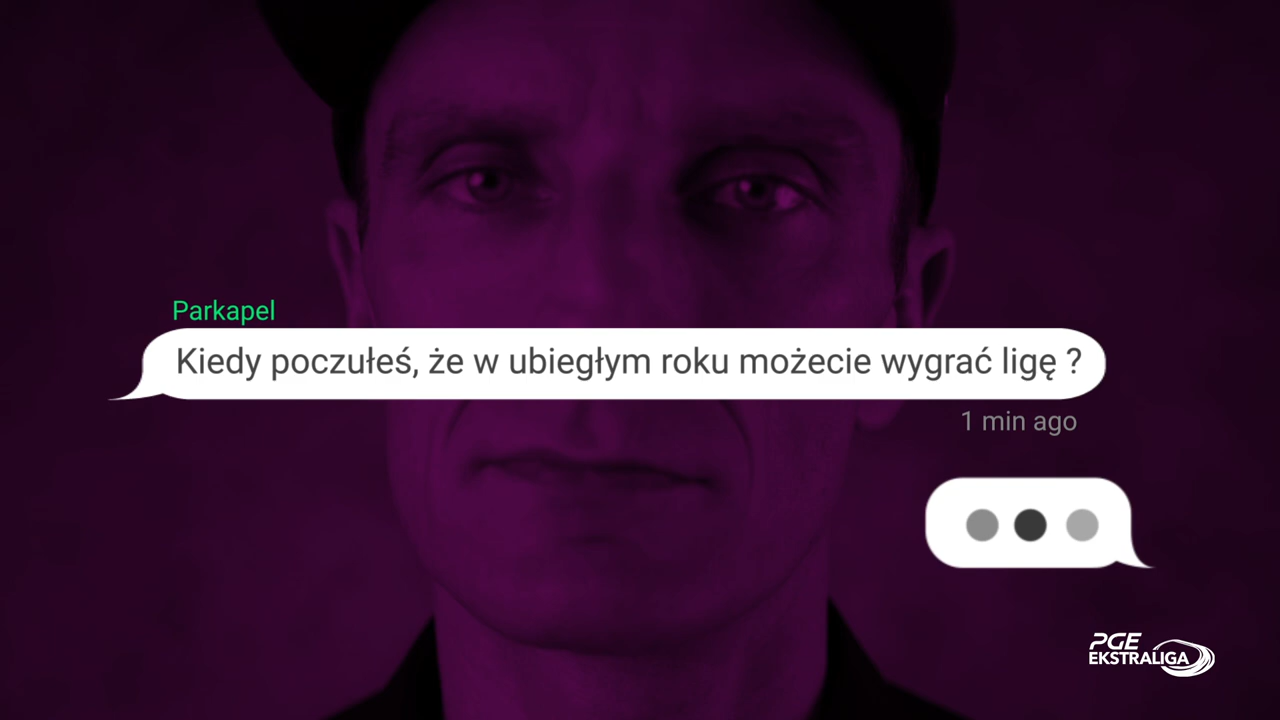 Parkapel
Kiedy poczułeś, że w ubiegłym roku możecie wygrać ligę ?
1 min ago
PGE
EKSTRALIGA